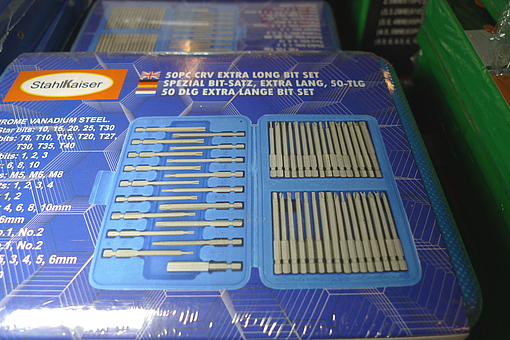 StahlKaiser
50PC CRV EXTRA LONG BIT SET
SPEZIAL BIT-SATZ, EXTRA LANG, 50-TLG
50 DLG EXTRA LANGE BIT SET
HROME VANADIUM STEEL.
Star bits: 10, 15, 20, 25, T30
bits: T8, T10, T15, T20, T27
T30, T35, T40
bits: 1, 2, 3
: 6, 8, 10
s: M5, M6, M8
ts: 1, 2, 3, 4
: 1, 2
4, 6, 8, 10mm
6mm
o.1, No.2
o.1, No.2
5, 3, 4, 5, 6mm
m